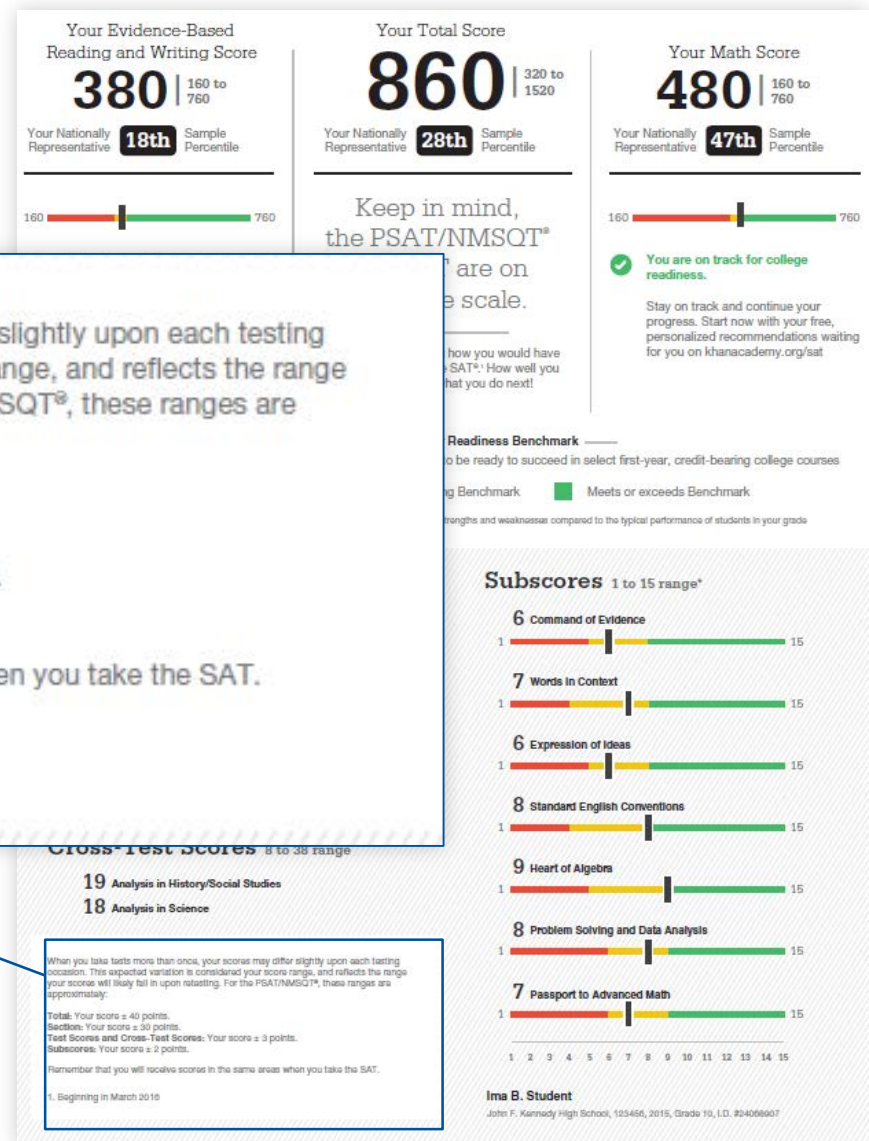 Your Evidence-Based
Reading and Writing Score
380 | 160 to
760
Your Nationally
Representative 18th Sample
Percentile
160 760
Your Total Score
860 | 320 to
1520
Your Nationally
Representative 28th Sample
Percentile
Keep in mind,
the PSAT/NMSQT®
are on
scale.
how you would have
SAT®.¹ How well you
what you do next!
Your Math Score
480 | 160 to
760
Your Nationally
Representative 47th Sample
Percentile
160 760
You are on track for college
readiness.
Stay on track and continue your
progress. Start now with your free,
personalized recommendations waiting
for you on khanacademy.org/sat
slightly upon each testing
ange, and reflects the range
SQT®, these ranges are
en you take the SAT.
Readiness Benchmark
to be ready to succeed in select first-year, credit-bearing college courses
Benchmark Meets or exceeds Benchmark
strengths and weaknesses compared to the typical performance of students in your grade
Cross-Test Scores 8 to 38 range
19 Analysis in History/Social Studies
18 Analysis in Science
When you take tests more than once, your scores may differ slightly upon each testing
occasion. This expected variation is considered your score range, and reflects the range
your scores will likely fall in upon retesting. For the PSAT/NMSQT®, these ranges are
approximately:
Total: Your score ± 40 points.
Section: Your score ± 30 points.
Test Scores and Cross-Test Scores: Your score ± 3 points.
Subscores: Your score ± 2 points.
Remember that you will receive scores in the same areas when you take the SAT.
1. Beginning in March 2016
Subscores 1 to 15 range*
6 Command of Evidence
1 15
7 Words in Context
1 15
6 Expression of Ideas
1 15
8 Standard English Conventions
1 15
9 Heart of Algebra
1 15
8 Problem Solving and Data Analysis
1 15
7 Passport to Advanced Math
1 15
1 2 3 4 5 6 7 8 9 10 11 12 13 14 15
Ima B. Student
John F. Kennedy High School, 123456, 2015, Grade 10, I.D. #24068907